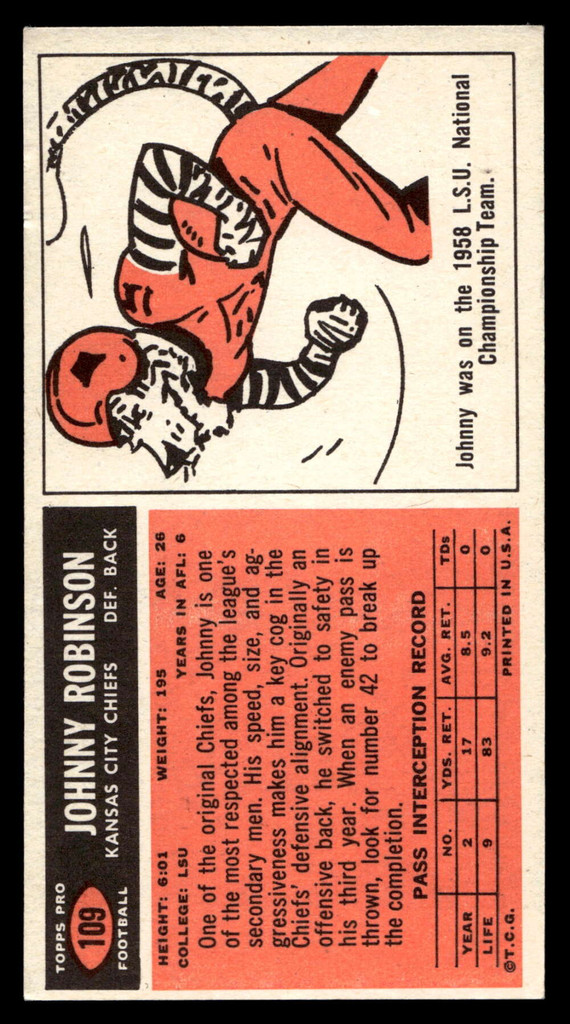 TOPPS PRO
109
FOOTBALL
JOHNNY ROBINSON
KANSAS CITY CHIEFS DEF. BACK
HEIGHT: 6:01 WEIGHT: 195 AGE: 26
COLLEGE: LSU YEARS IN AFL: 6
One of the original Chiefs, Johnny is one
of the most respected among the league's
secondary men. His speed, size, and ag-
gressiveness makes him a key cog in the
Chiefs' defensive alignment. Originally an
offensive back, he switched to safety in
his third year. When an enemy pass is
thrown, look for number 42 to break up
the completion.
PASS INTERCEPTION RECORD
NO. YDS. RET. AVG. RET. TDs
YEAR 2 17 8.5 0
LIFE 9 83 9.2 0
©T.C.G. PRINTED IN U.S.A.
Johnny was on the 1958 L.S.U. National
Championship Team.